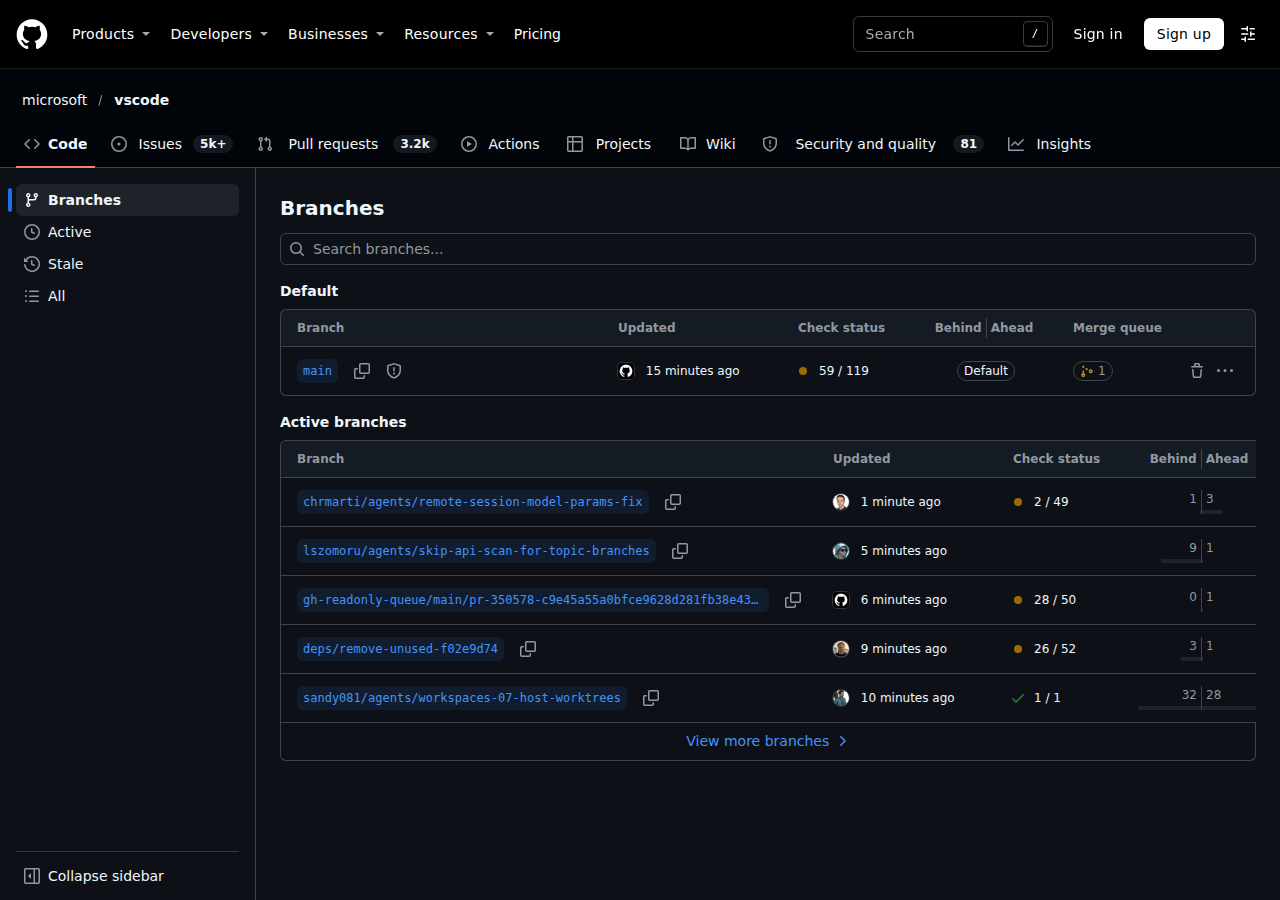 Products Developers Businesses Resources Pricing Search / Sign in Sign up
microsoft / vscode
Code Issues 5k+ Pull requests 3.2k Actions Projects Wiki Security and quality 81 Insights
Branches
Active
Stale
All
Collapse sidebar
Branches
Search branches...
Default
Branch Updated Check status Behind Ahead Merge queue
main 15 minutes ago 59 / 119 Default 1
Active branches
Branch Updated Check status Behind Ahead
chrmarti/agents/remote-session-model-params-fix 1 minute ago 2 / 49 1 3
lszomoru/agents/skip-api-scan-for-topic-branches 5 minutes ago 9 1
gh-readonly-queue/main/pr-350578-c9e45a55a0bfce9628d281fb38e43… 6 minutes ago 28 / 50 0 1
deps/remove-unused-f02e9d74 9 minutes ago 26 / 52 3 1
sandy081/agents/workspaces-07-host-worktrees 10 minutes ago 1 / 1 32 28
View more branches